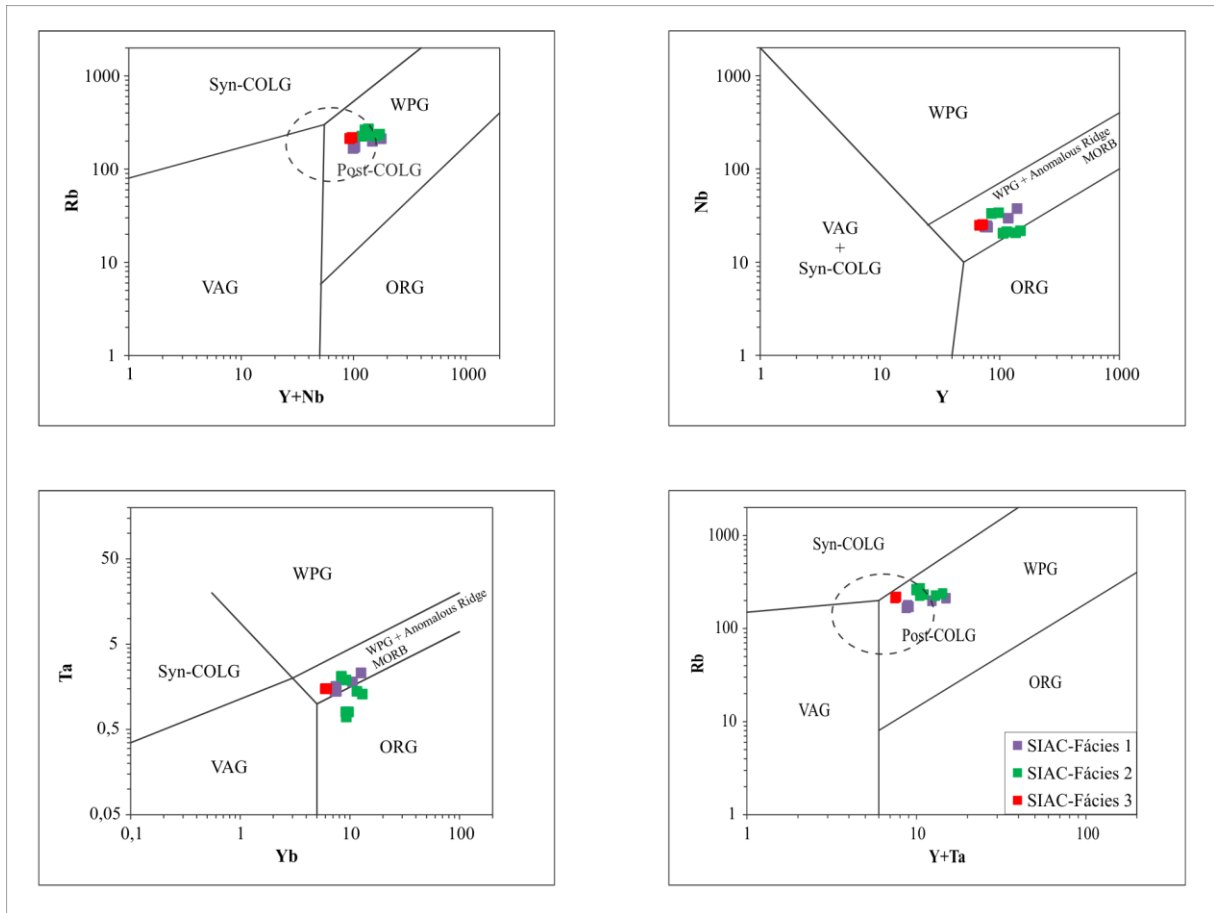 1000
100
10
1
Rb
Syn-COLG
WPG
Post-COLG
VAG
ORG
1
10
100
1000
Y+Nb
1000
100
10
1
Nb
WPG
WPG + Anomalous Ridge
MORB
VAG
+
Syn-COLG
ORG
1
10
100
1000
Y
50
5
0,5
0,05
Ta
WPG
WPG + Anomalous Ridge
MORB
Syn-COLG
VAG
ORG
0,1
1
10
100
Yb
1000
100
10
1
Rb
Syn-COLG
WPG
Post-COLG
VAG
ORG
SIAC-Fácies 1
SIAC-Fácies 2
SIAC-Fácies 3
1
10
100
Y+Ta